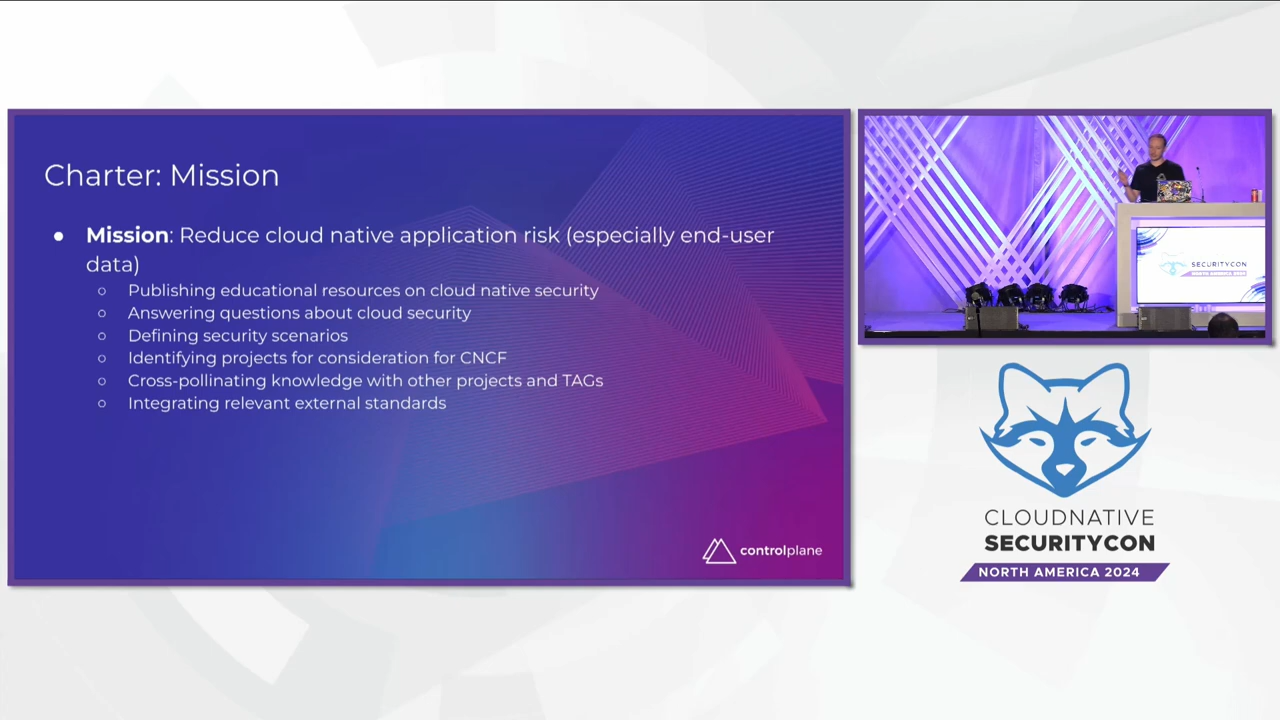 Charter: Mission
● Mission: Reduce cloud native application risk (especially end-user
data)
○ Publishing educational resources on cloud native security
○ Answering questions about cloud security
○ Defining security scenarios
○ Identifying projects for consideration for CNCF
○ Cross-pollinating knowledge with other projects and TAGs
○ Integrating relevant external standards
controlplane
SECURITYCON
CLOUDNATIVE
SECURITYCON
NORTH AMERICA 2024